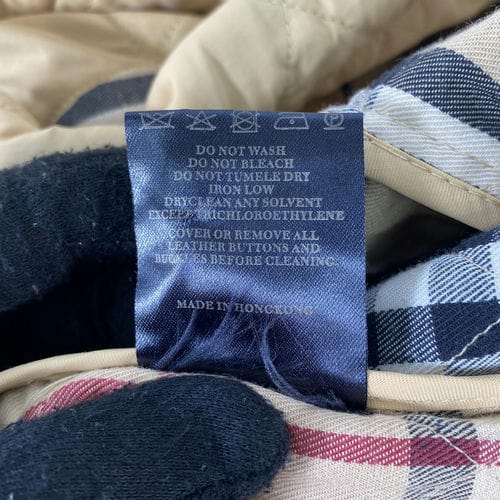 DO NOT WASH
DO NOT BLEACH
DO NOT TUMELE DRY
IRON LOW
DRYCLEAN ANY SOLVENT
EXCEPT TRICHLOROETHYLENE
COVER OR REMOVE ALL
LEATHER BUTTONS AND
BUCKLES BEFORE CLEANING.
MADE IN HONGKONG